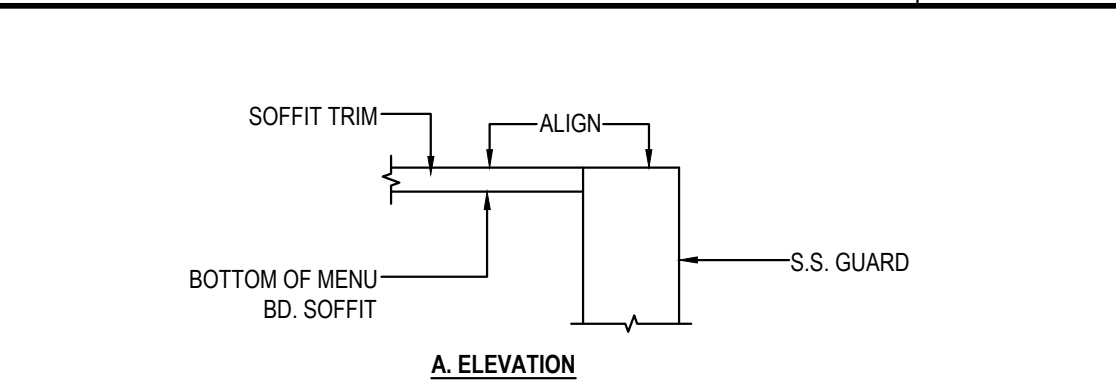 SOFFIT TRIM
ALIGN
S.S. GUARD
BOTTOM OF MENU
BD. SOFFIT
A. ELEVATION